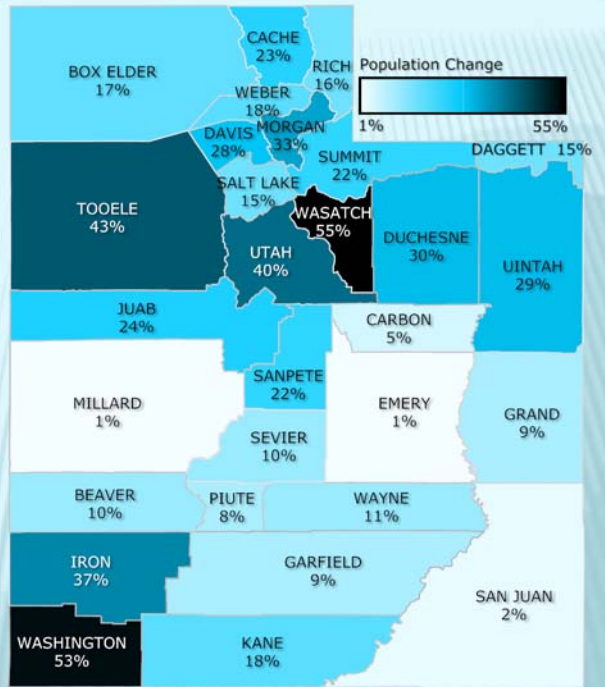 CACHE
23%
BOX ELDER
17%
RICH
16%
Population Change
1%
55%
WEBER
18%
MORGAN
33%
DAVIS
28%
SUMMIT
22%
DAGGETT 15%
SALT LAKE
15%
TOOELE
43%
WASATCH
55%
DUCHESNE
30%
UINTAH
29%
UTAH
40%
JUAB
24%
CARBON
5%
SANPETE
22%
MILLARD
1%
EMERY
1%
GRAND
9%
SEVIER
10%
BEAVER
10%
PIUTE
8%
WAYNE
11%
IRON
37%
GARFIELD
9%
SAN JUAN
2%
WASHINGTON
53%
KANE
18%